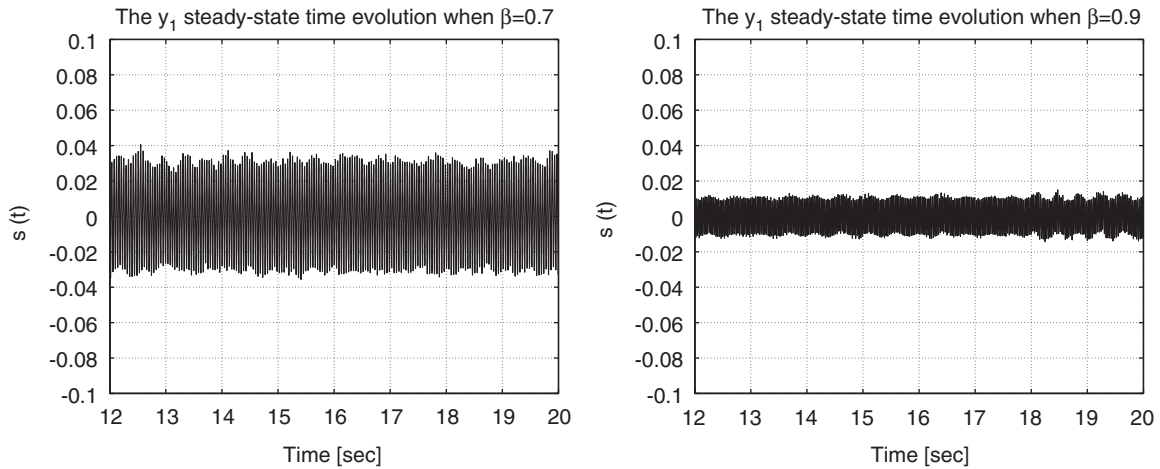 The y1 steady-state time evolution when β=0.7
0.1
0.08
0.06
0.04
0.02
0
-0.02
-0.04
-0.06
-0.08
-0.1
s (t)
12 13 14 15 16 17 18 19 20
Time [sec]
The y1 steady-state time evolution when β=0.9
0.1
0.08
0.06
0.04
0.02
0
-0.02
-0.04
-0.06
-0.08
-0.1
s (t)
12 13 14 15 16 17 18 19 20
Time [sec]